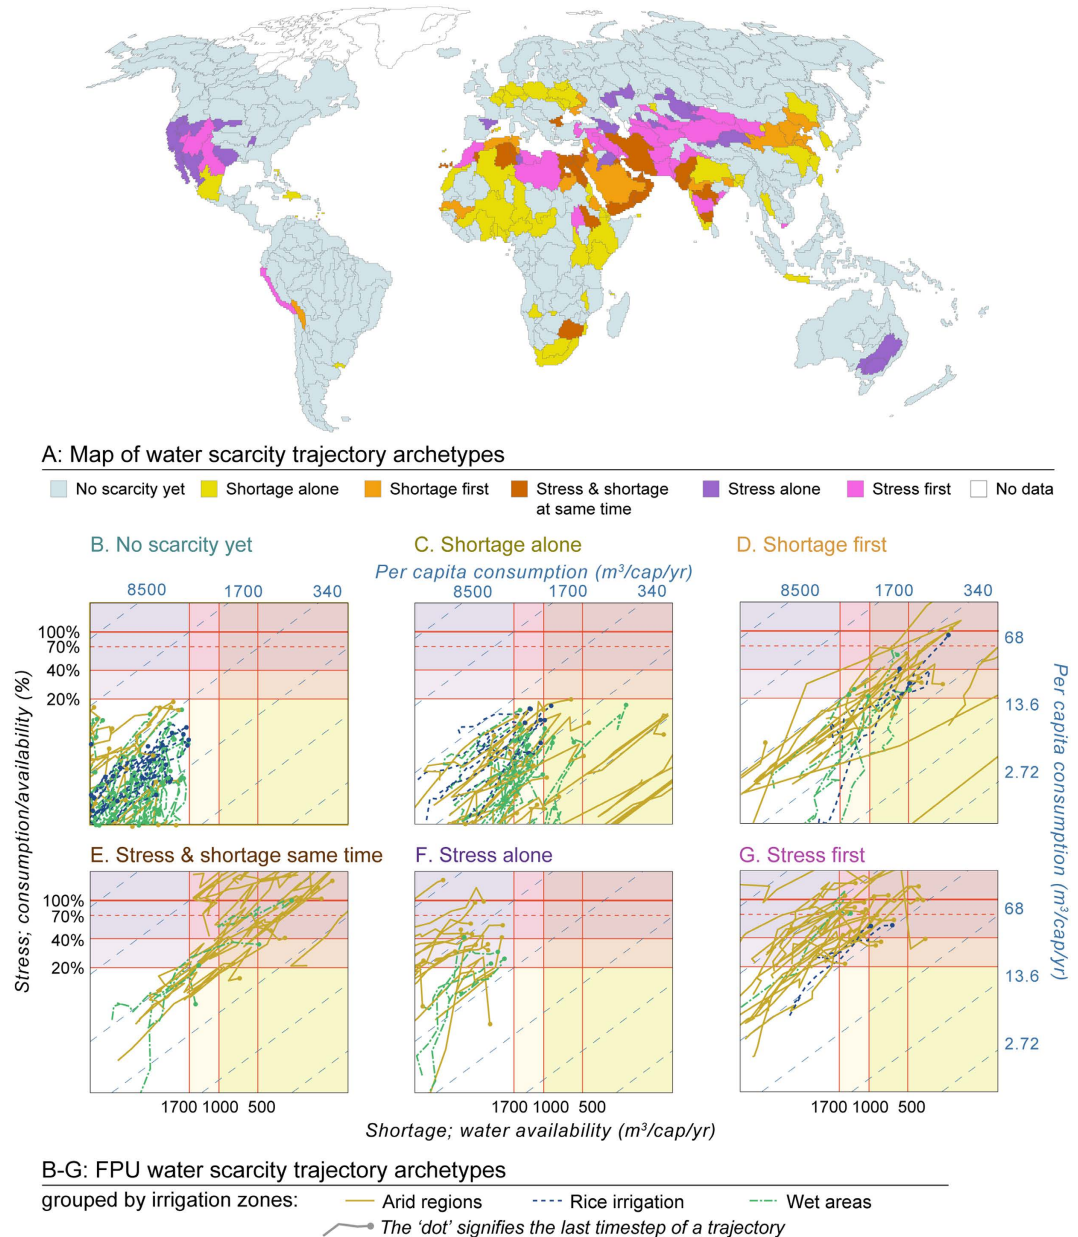 A: Map of water scarcity trajectory archetypes
No scarcity yet
Shortage alone
Shortage first
Stress & shortage
at same time
Stress alone
Stress first
No data
B. No scarcity yet
C. Shortage alone
D. Shortage first
Per capita consumption (m³/cap/yr)
8500 1700 340
8500 1700 340
8500 1700 340
100%
70%
40%
20%
68
13.6
2.72
Stress; consumption/availability (%)
Per capita consumption (m³/cap/yr)
E. Stress & shortage same time
F. Stress alone
G. Stress first
100%
70%
40%
20%
68
13.6
2.72
1700 1000 500
1700 1000 500
1700 1000 500
Shortage; water availability (m³/cap/yr)
B-G: FPU water scarcity trajectory archetypes
grouped by irrigation zones:
Arid regions
Rice irrigation
Wet areas
The 'dot' signifies the last timestep of a trajectory